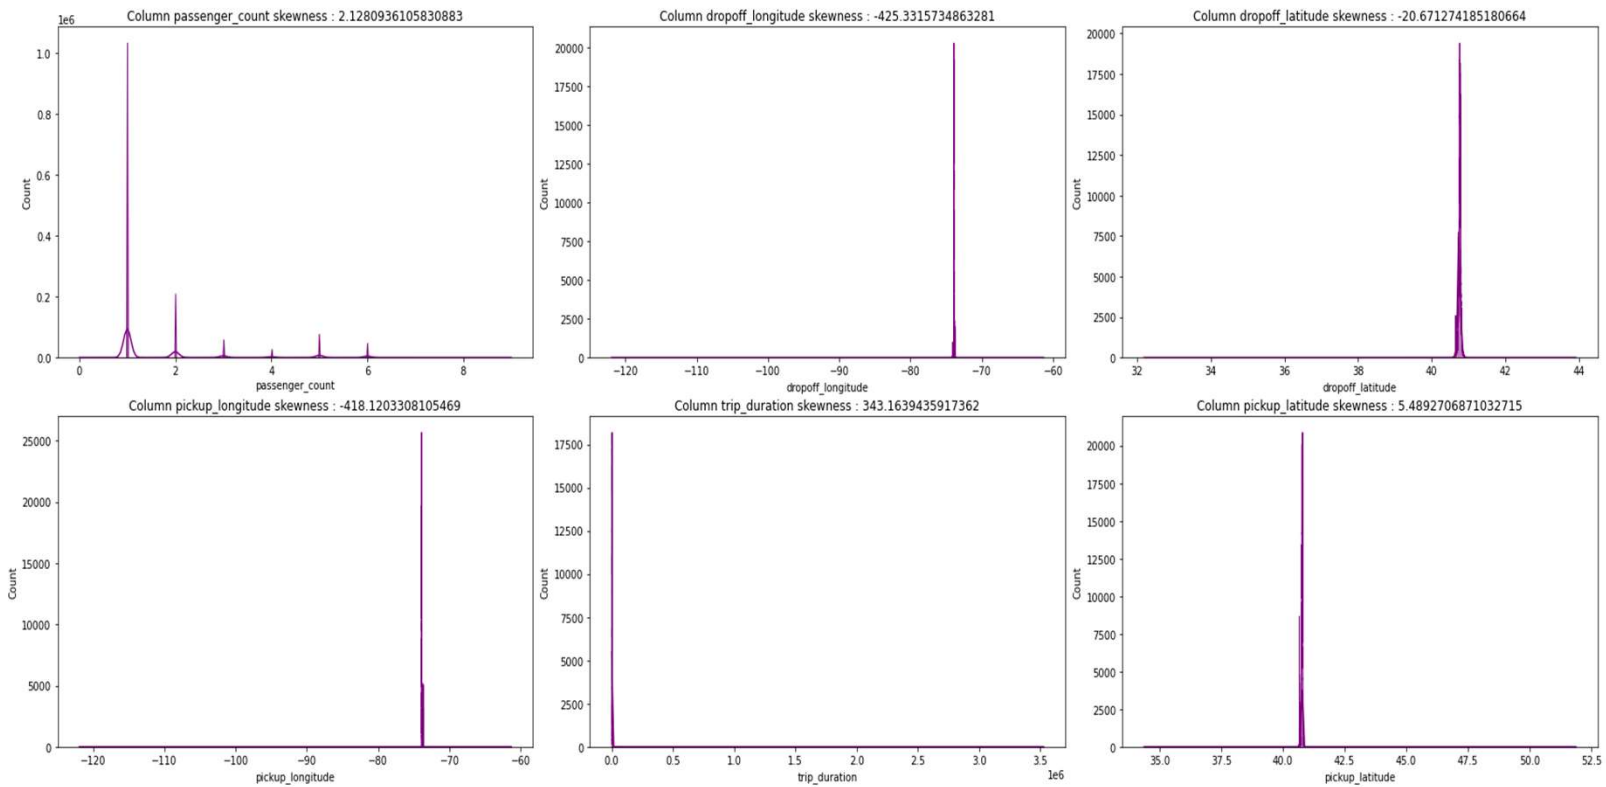 Column passenger_count skewness : 2.1280936105830883
1e6
1.0
0.8
0.6
0.4
0.2
0.0
Count
0 2 4 6 8
passenger_count
Column dropoff_longitude skewness : -425.3315734863281
20000
17500
15000
12500
10000
7500
5000
2500
0
Count
−120 −110 −100 −90 −80 −70 −60
dropoff_longitude
Column dropoff_latitude skewness : -20.671274185180664
20000
17500
15000
12500
10000
7500
5000
2500
0
Count
32 34 36 38 40 42 44
dropoff_latitude
Column pickup_longitude skewness : -418.1203308105469
25000
20000
15000
10000
5000
0
Count
−120 −110 −100 −90 −80 −70 −60
pickup_longitude
Column trip_duration skewness : 343.1639435917362
17500
15000
12500
10000
7500
5000
2500
0
Count
0.0 0.5 1.0 1.5 2.0 2.5 3.0 3.5
1e6
trip_duration
Column pickup_latitude skewness : 5.4892706871032715
20000
17500
15000
12500
10000
7500
5000
2500
0
Count
35.0 37.5 40.0 42.5 45.0 47.5 50.0 52.5
pickup_latitude